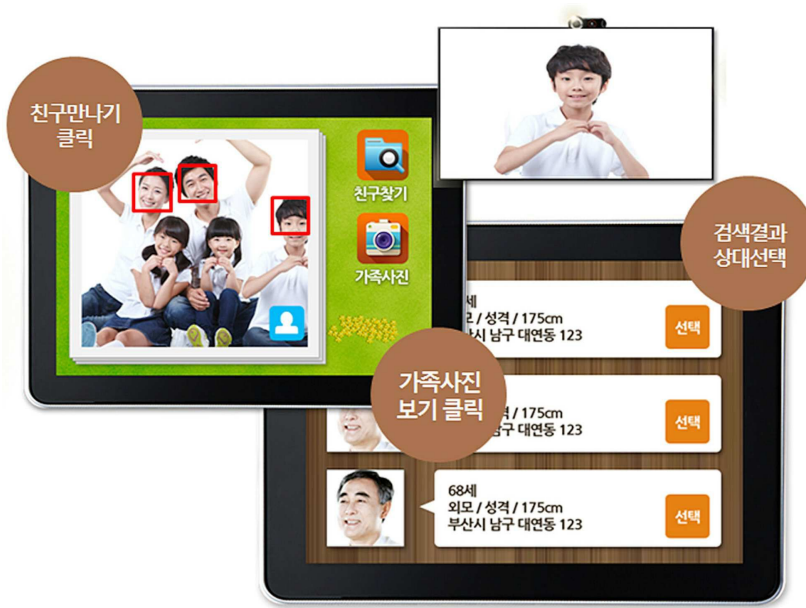 친구만나기
클릭
친구찾기
가족사진
검색결과
상대선택
세
모 / 성격 / 175cm
산시 남구 대연동 123
선택
가족사진
보기 클릭
/ 175cm
남구 대연동 123
선택
68세
외모 / 성격 / 175cm
부산시 남구 대연동 123
선택